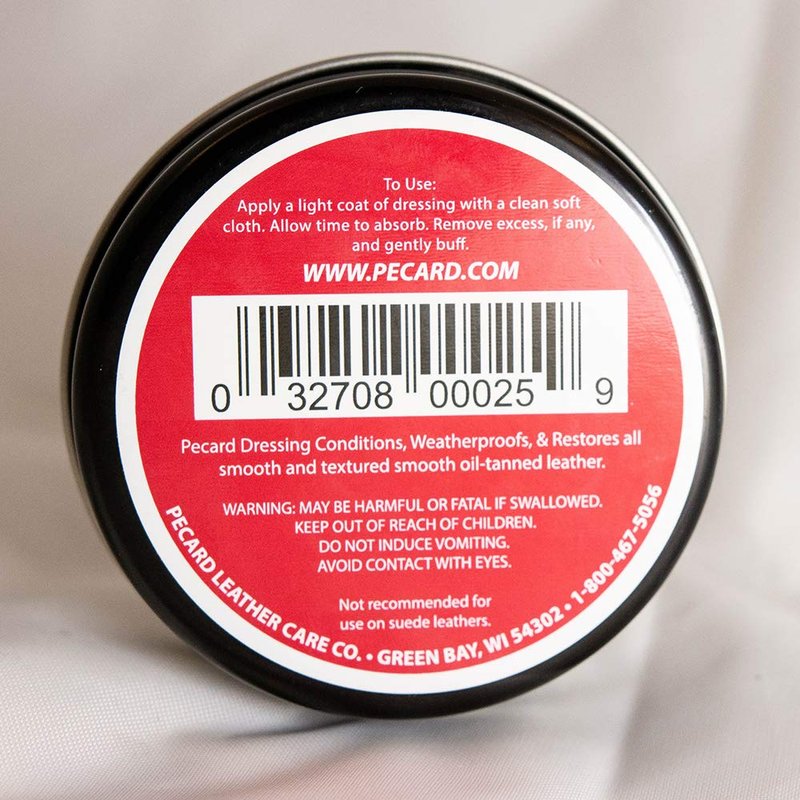 To Use:
Apply a light coat of dressing with a clean soft
cloth. Allow time to absorb. Remove excess, if any,
and gently buff.
WWW.PECARD.COM
0 32708 00025 9
Pecard Dressing Conditions, Weatherproofs, & Restores all
smooth and textured smooth oil-tanned leather.
WARNING: MAY BE HARMFUL OR FATAL IF SWALLOWED.
KEEP OUT OF REACH OF CHILDREN.
DO NOT INDUCE VOMITING.
AVOID CONTACT WITH EYES.
Not recommended for
use on suede leathers.
PECARD LEATHER CARE CO. • GREEN BAY, WI 54302 • 1-800-467-5056